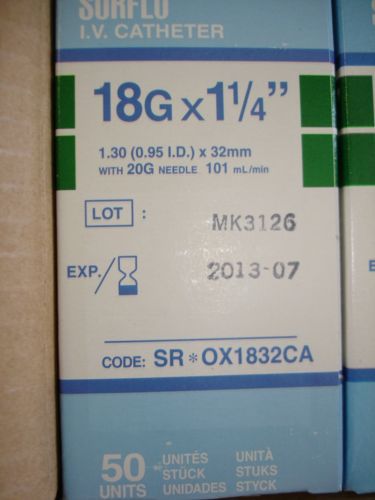 SURFLO
I.V. CATHETER
18G x 1¼"
1.30 (0.95 I.D.) x 32mm
WITH 20G NEEDLE 101 mL/min
LOT : MK3126
EXP./ 2013-07
CODE: SR*OX1832CA
50 UNITÉS UNITÀ
STÜCK STUKS
UNITS UNIDADES STYCK